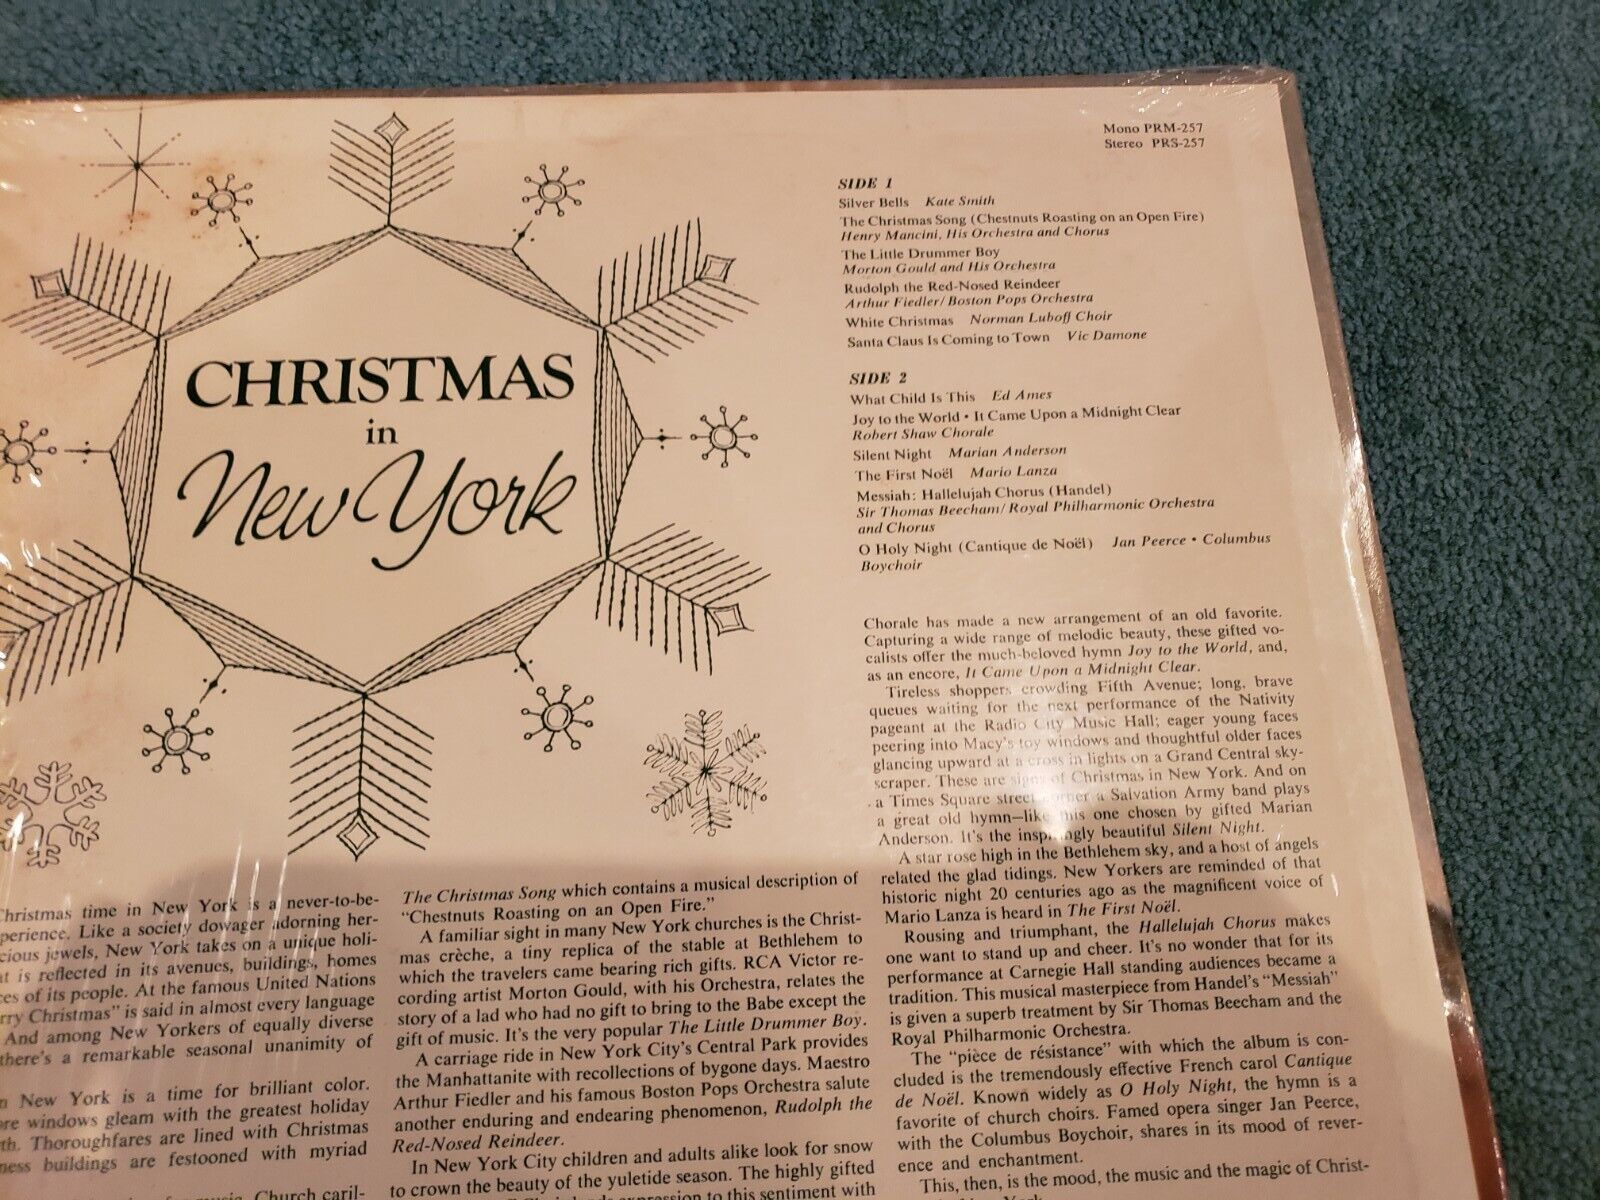 Mono PRM-257
Stereo PRS-257
CHRISTMAS
in
New York
SIDE 1
Silver Bells Kate Smith
The Christmas Song (Chestnuts Roasting on an Open Fire)
Henry Mancini, His Orchestra and Chorus
The Little Drummer Boy
Morton Gould and His Orchestra
Rudolph the Red-Nosed Reindeer
Arthur Fiedler/Boston Pops Orchestra
White Christmas Norman Luboff Choir
Santa Claus Is Coming to Town Vic Damone
SIDE 2
What Child Is This Ed Ames
Joy to the World • It Came Upon a Midnight Clear
Robert Shaw Chorale
Silent Night Marian Anderson
The First Noël Mario Lanza
Messiah: Hallelujah Chorus (Handel)
Sir Thomas Beecham/Royal Philharmonic Orchestra
and Chorus
O Holy Night (Cantique de Noël) Jan Peerce • Columbus
Boychoir
Christmas time in New York is a never-to-be-
perience. Like a society dowager adorning her-
cious jewels, New York takes on a unique holi-
at is reflected in its avenues, buildings, homes
ces of its people. At the famous United Nations
rry Christmas" is said in almost every language
And among New Yorkers of equally diverse
there's a remarkable seasonal unanimity of
n New York is a time for brilliant color.
ore windows gleam with the greatest holiday
th. Thoroughfares are lined with Christmas
ness buildings are festooned with myriad
for music. Church caril-
The Christmas Song which contains a musical description of
"Chestnuts Roasting on an Open Fire."
A familiar sight in many New York churches is the Christ-
mas crèche, a tiny replica of the stable at Bethlehem to
which the travelers came bearing rich gifts. RCA Victor re-
cording artist Morton Gould, with his Orchestra, relates the
story of a lad who had no gift to bring to the Babe except the
gift of music. It's the very popular The Little Drummer Boy.
A carriage ride in New York City's Central Park provides
the Manhattanite with recollections of bygone days. Maestro
Arthur Fiedler and his famous Boston Pops Orchestra salute
another enduring and endearing phenomenon, Rudolph the
Red-Nosed Reindeer.
In New York City children and adults alike look for snow
to crown the beauty of the yuletide season. The highly gifted
expression to this sentiment with
Chorale has made a new arrangement of an old favorite.
Capturing a wide range of melodic beauty, these gifted vo-
calists offer the much-beloved hymn Joy to the World, and,
as an encore, It Came Upon a Midnight Clear.
Tireless shoppers crowding Fifth Avenue; long, brave
queues waiting for the next performance of the Nativity
pageant at the Radio City Music Hall; eager young faces
peering into Macy's toy windows and thoughtful older faces
glancing upward at a cross in lights on a Grand Central sky-
scraper. These are signs of Christmas in New York. And on
a Times Square street corner a Salvation Army band plays
a great old hymn—like this one chosen by gifted Marian
Anderson. It's the inspiringly beautiful Silent Night.
A star rose high in the Bethlehem sky, and a host of angels
related the glad tidings. New Yorkers are reminded of that
historic night 20 centuries ago as the magnificent voice of
Mario Lanza is heard in The First Noël.
Rousing and triumphant, the Hallelujah Chorus makes
one want to stand up and cheer. It's no wonder that for its
performance at Carnegie Hall standing audiences became a
tradition. This musical masterpiece from Handel's "Messiah"
is given a superb treatment by Sir Thomas Beecham and the
Royal Philharmonic Orchestra.
The "pièce de résistance" with which the album is con-
cluded is the tremendously effective French carol Cantique
de Noël. Known widely as O Holy Night, the hymn is a
favorite of church choirs. Famed opera singer Jan Peerce,
with the Columbus Boychoir, shares in its mood of rever-
ence and enchantment.
This, then, is the mood, the music and the magic of Christ-